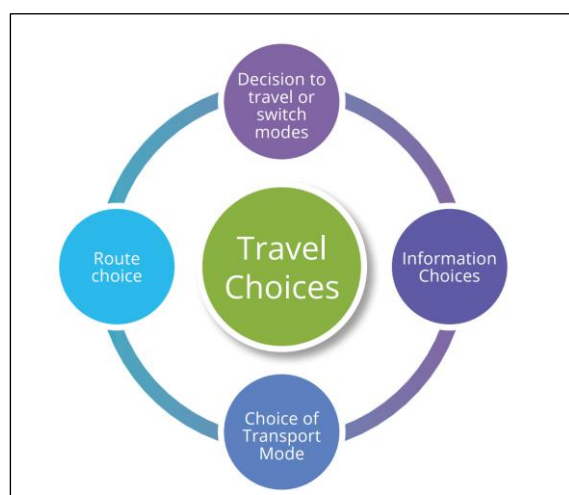 Decision to
travel or
switch
modes
Travel
Choices
Route
choice
Information
Choices
Choice of
Transport
Mode